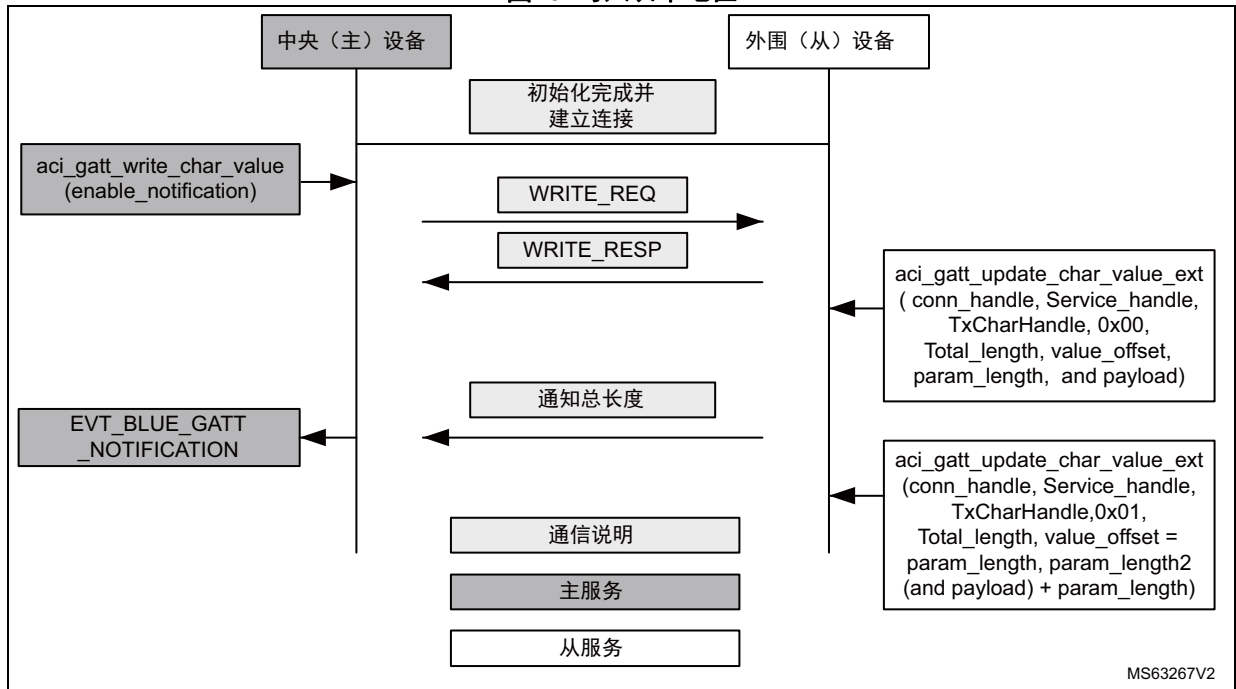 中央（主）设备
外围（从）设备
初始化完成并
建立连接
aci_gatt_write_char_value
(enable_notification)
WRITE_REQ
WRITE_RESP
aci_gatt_update_char_value_ext
( conn_handle, Service_handle,
TxCharHandle, 0x00,
Total_length, value_offset,
param_length, and payload)
通知总长度
EVT_BLUE_GATT
_NOTIFICATION
aci_gatt_update_char_value_ext
(conn_handle, Service_handle,
TxCharHandle,0x01,
Total_length, value_offset =
param_length, param_length2
(and payload) + param_length)
通信说明
主服务
从服务
MS63267V2